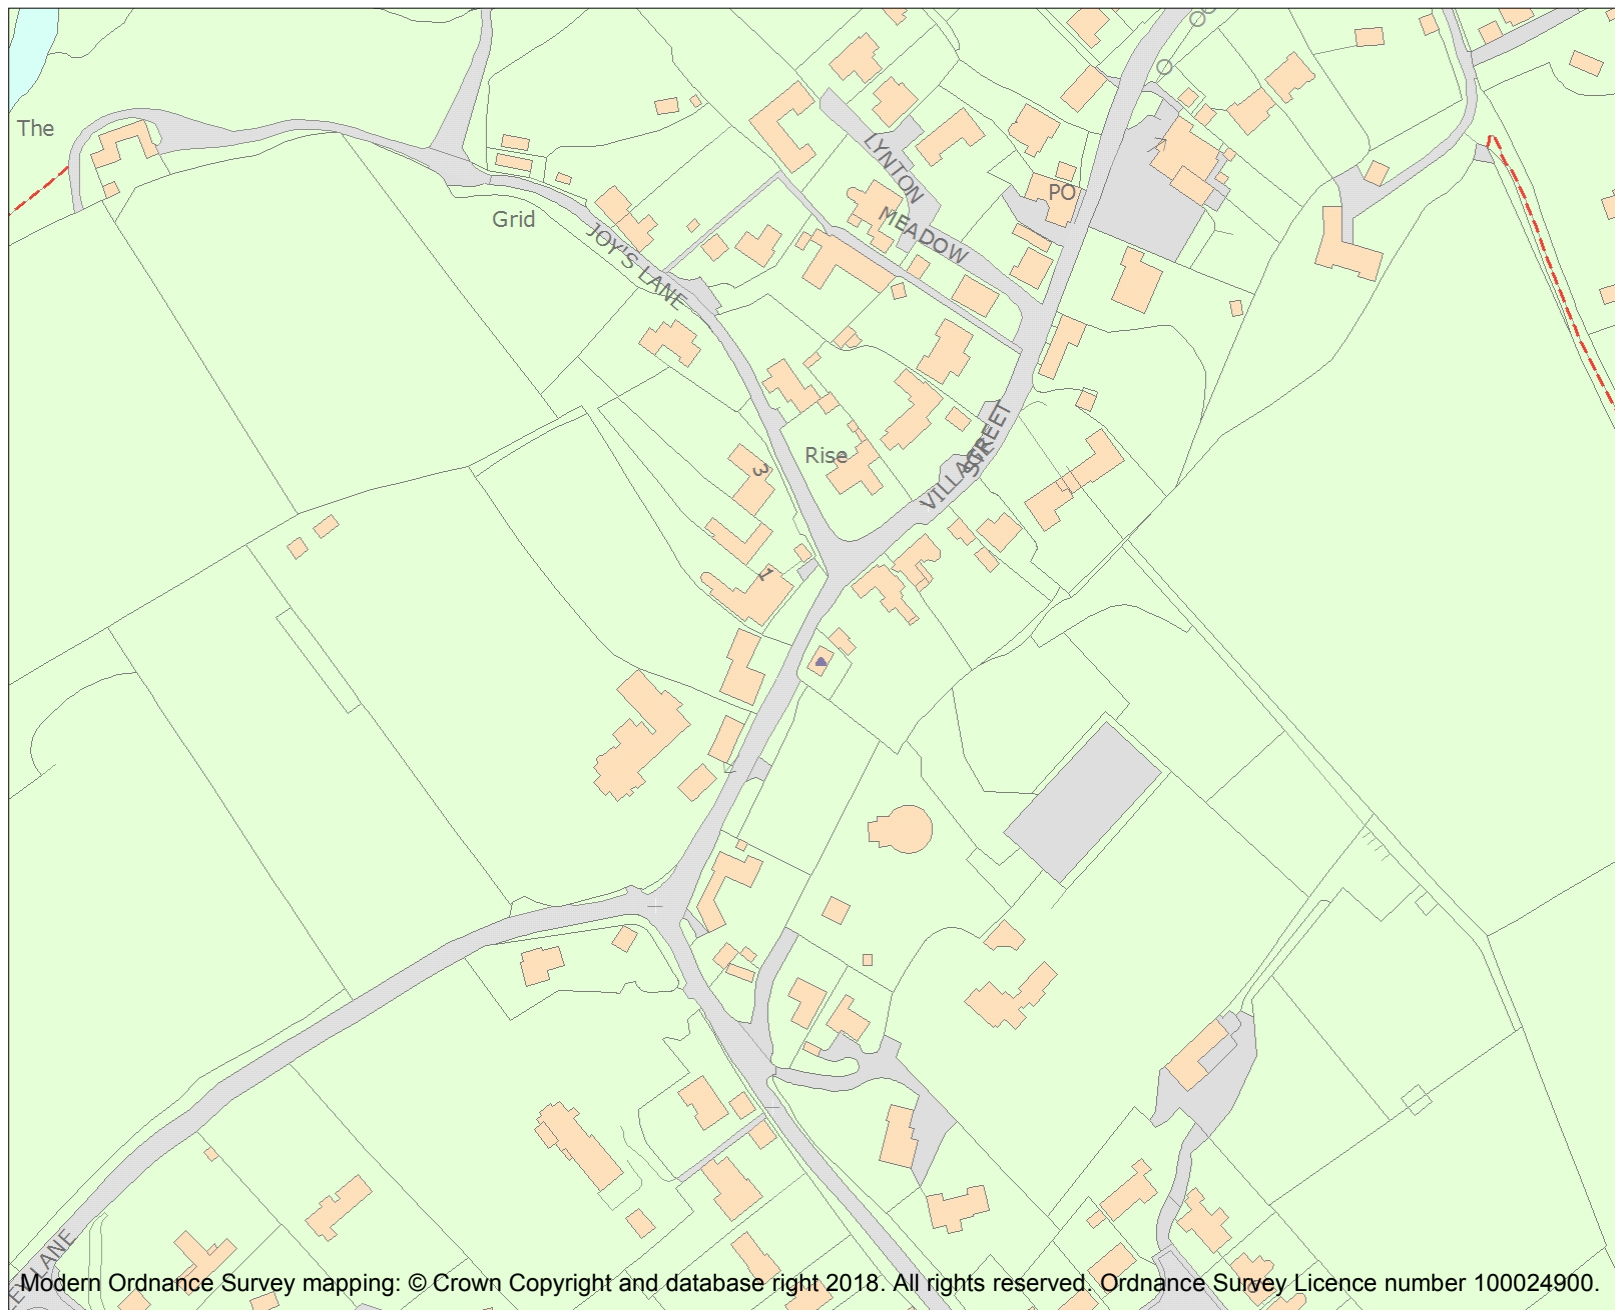 The
Grid
JOY'S LANE
LYNTON
MEADOW
PO
VILLAGE
STREET
Rise
3
1
LANE
Modern Ordnance Survey mapping: © Crown Copyright and database right 2018. All rights reserved. Ordnance Survey Licence number 100024900.